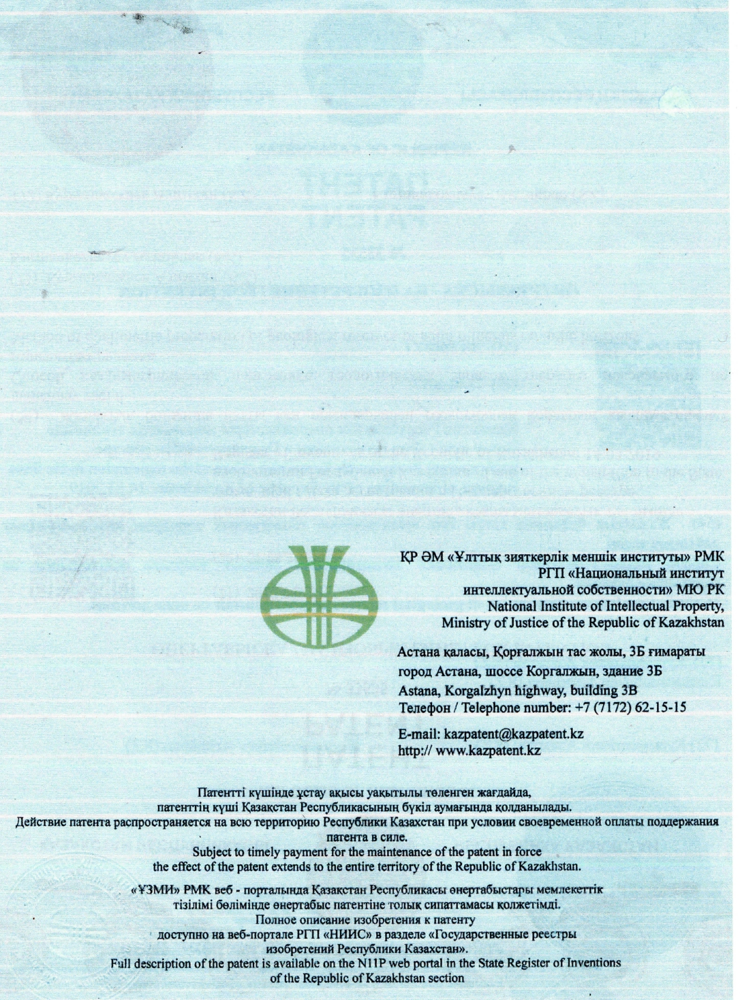 ҚР ӘМ «Ұлттық зияткерлік меншік институты» РМК
РГП «Национальный институт
интеллектуальной собственности» МЮ РК
National Institute of Intellectual Property,
Ministry of Justice of the Republic of Kazakhstan
Астана қаласы, Қорғалжын тас жолы, 3Б ғимараты
город Астана, шоссе Коргалжын, здание 3Б
Astana, Korgalzhyn highway, building 3B
Телефон / Telephone number: +7 (7172) 62-15-15
E-mail: kazpatent@kazpatent.kz
http:// www.kazpatent.kz
Патентті күшінде ұстау ақысы уақытылы төленген жағдайда,
патенттің күші Қазақстан Республикасының бүкіл аумағында қолданылады.
Действие патента распространяется на всю территорию Республики Казахстан при условии своевременной оплаты поддержания
патента в силе.
Subject to timely payment for the maintenance of the patent in force
the effect of the patent extends to the entire territory of the Republic of Kazakhstan.
«ҰЗМИ» РМК веб - порталында Қазақстан Республикасы өнертабыстары мемлекеттік
тізілімі бөлімінде өнертабыс патентіне толық сипаттамасы қолжетімді.
Полное описание изобретения к патенту
доступно на веб-портале РГП «НИИС» в разделе «Государственные реестры
изобретений Республики Казахстан».
Full description of the patent is available on the N11P web portal in the State Register of Inventions
of the Republic of Kazakhstan section